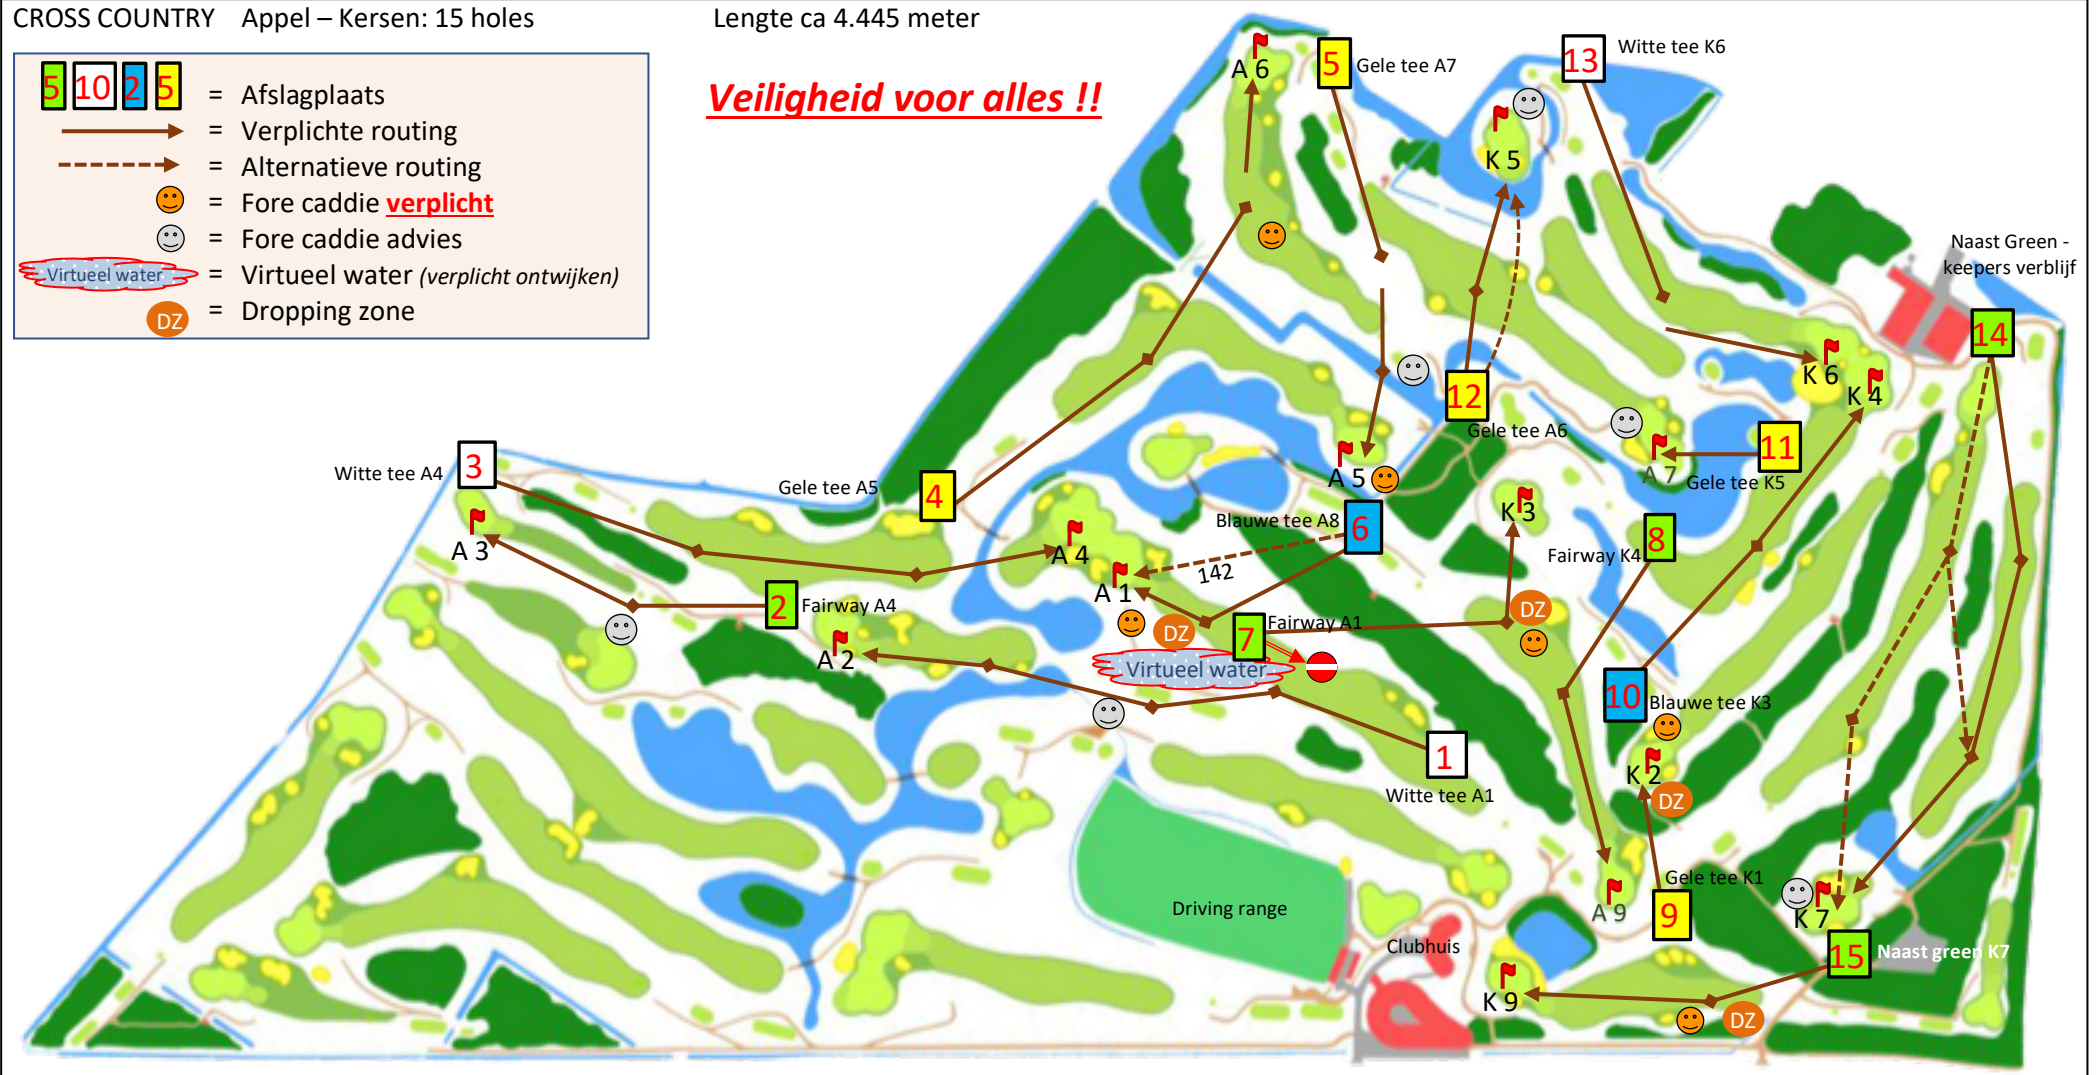 CROSS COUNTRY Appel – Kersen: 15 holes Lengte ca 4.445 meter
5 10 2 5 = Afslagplaats
= Verplichte routing
= Alternatieve routing
= Fore caddie verplicht
= Fore caddie advies
Virtueel water = Virtueel water (verplicht ontwijken)
DZ = Dropping zone
Veiligheid voor alles !!
A 6
5 Gele tee A7
13 Witte tee K6
K 5
Naast Green -
keepers verblijf
14
K 6
K 4
12
Gele tee A6
11
A 7 Gele tee K5
Witte tee A4 3
Gele tee A5 4
A 5
K 3
Blauwe tee A8 6
8
Fairway K4
A 3
A 4
142
A 1
2 Fairway A4
DZ
7 Fairway A1
DZ
A 2
Virtueel water
10 Blauwe tee K3
1
Witte tee A1
K 2
DZ
Gele tee K1
9
A 9
K 7
Driving range
Clubhuis
15 Naast green K7
K 9
DZ